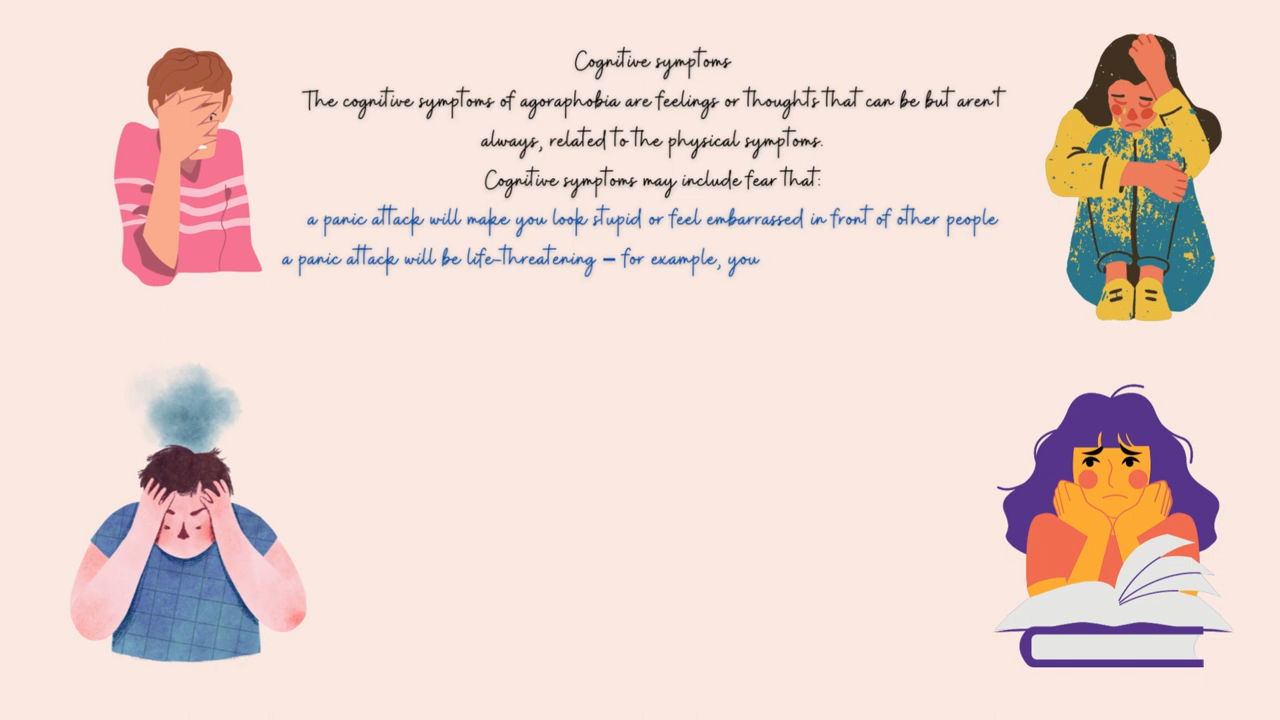 Cognitive symptoms
The cognitive symptoms of agoraphobia are feelings or thoughts that can be but aren't
always, related to the physical symptoms.
Cognitive symptoms may include fear that:
a panic attack will make you look stupid or feel embarrassed in front of other people
a panic attack will be life-threatening – for example, you